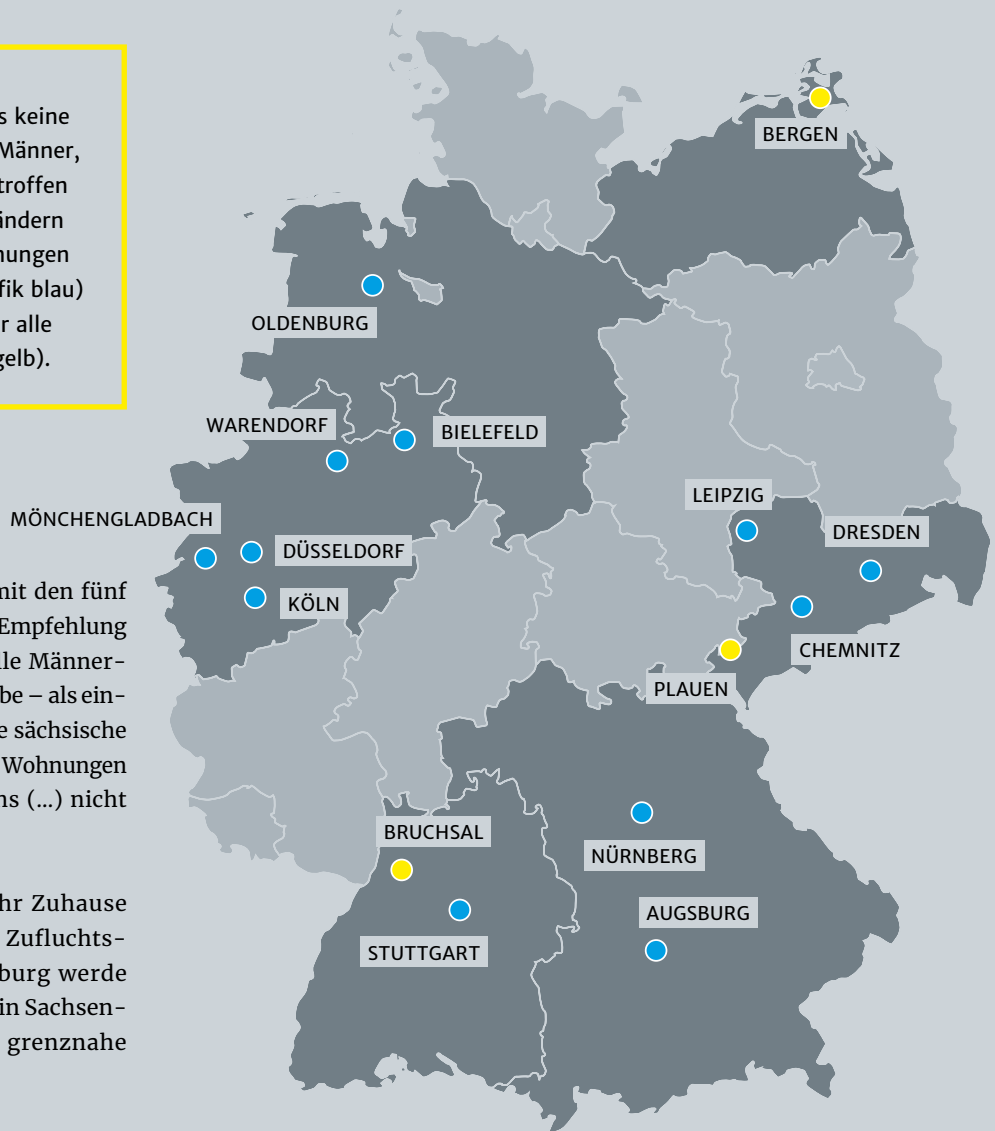 s keine
Männer,
troffen
ändern
nungen
fik blau)
r alle
gelb).
mit den fünf
Empfehlung
lle Männer-
be – als ein-
e sächsische
Wohnungen
ns (...) nicht
hr Zuhause
Zufluchts-
burg werde
in Sachsen-
grenznahe
BERGEN
OLDENBURG
WARENDORF
BIELEFELD
LEIPZIG
MÖNCHENGLADBACH
DRESDEN
DÜSSELDORF
KÖLN
CHEMNITZ
PLAUEN
BRUCHSAL
NÜRNBERG
AUGSBURG
STUTTGART